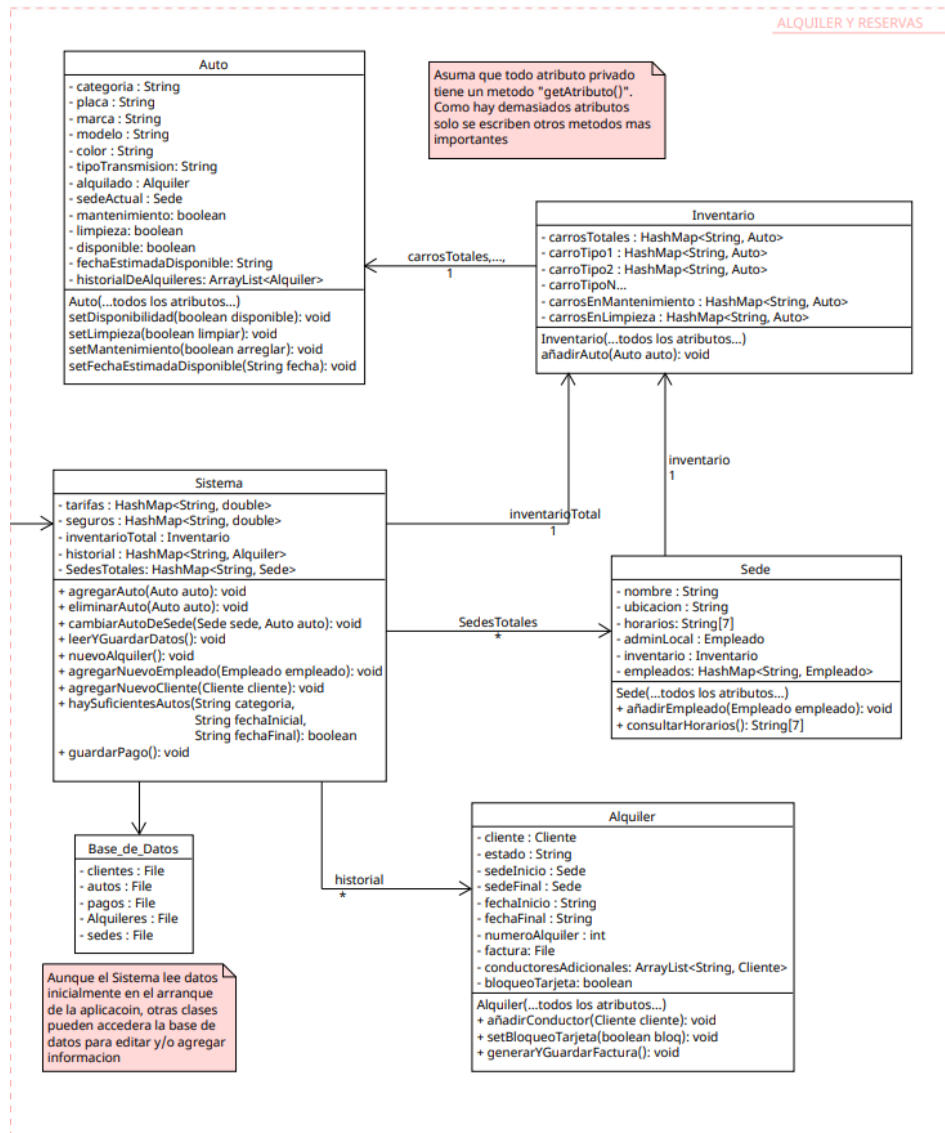 ALQUILER Y RESERVAS
Auto
- categoria : String
- placa : String
- marca : String
- modelo : String
- color : String
- tipoTransmision: String
- alquilado : Alquiler
- sedeActual : Sede
- mantenimiento: boolean
- limpieza: boolean
- disponible: boolean
- fechaEstimadaDisponible: String
- historialDeAlquileres: ArrayList<Alquiler>
Auto(...todos los atributos...)
setDisponibilidad(boolean disponible): void
setLimpieza(boolean limpiar): void
setMantenimiento(boolean arreglar): void
setFechaEstimadaDisponible(String fecha): void
Asuma que todo atributo privado
tiene un metodo "getAtributo()".
Como hay demasiados atributos
solo se escriben otros metodos mas
importantes
carrosTotales,...,
1
Inventario
- carrosTotales : HashMap<String, Auto>
- carroTipo1 : HashMap<String, Auto>
- carroTipo2 : HashMap<String, Auto>
- carroTipoN...
- carrosEnMantenimiento : HashMap<String, Auto>
- carrosEnLimpieza : HashMap<String, Auto>
Inventario(...todos los atributos...)
añadirAuto(Auto auto): void
inventario
1
Sistema
- tarifas : HashMap<String, double>
- seguros : HashMap<String, double>
- inventarioTotal : Inventario
- historial : HashMap<String, Alquiler>
- SedesTotales: HashMap<String, Sede>
+ agregarAuto(Auto auto): void
+ eliminarAuto(Auto auto): void
+ cambiarAutoDeSede(Sede sede, Auto auto): void
+ leerYGuardarDatos(): void
+ nuevoAlquiler(): void
+ agregarNuevoEmpleado(Empleado empleado): void
+ agregarNuevoCliente(Cliente cliente): void
+ haySuficientesAutos(String categoria,
String fechaInicial,
String fechaFinal): boolean
+ guardarPago(): void
inventarioTotal
1
SedesTotales
*
Sede
- nombre : String
- ubicacion : String
- horarios: String[7]
- adminLocal : Empleado
- inventario : Inventario
- empleados: HashMap<String, Empleado>
Sede(...todos los atributos...)
+ añadirEmpleado(Empleado empleado): void
+ consultarHorarios(): String[7]
Base_de_Datos
- clientes : File
- autos : File
- pagos : File
- Alquileres : File
- sedes : File
historial
*
Alquiler
- cliente : Cliente
- estado : String
- sedeInicio : Sede
- sedeFinal : Sede
- fechaInicio : String
- fechaFinal : String
- numeroAlquiler : int
- factura: File
- conductoresAdicionales: ArrayList<String, Cliente>
- bloqueoTarjeta: boolean
Alquiler(...todos los atributos...)
+ añadirConductor(Cliente cliente): void
+ setBloqueoTarjeta(boolean bloq): void
+ generarYGuardarFactura(): void
Aunque el Sistema lee datos
inicialmente en el arranque
de la aplicacoin, otras clases
pueden accedera la base de
datos para editar y/o agregar
informacion